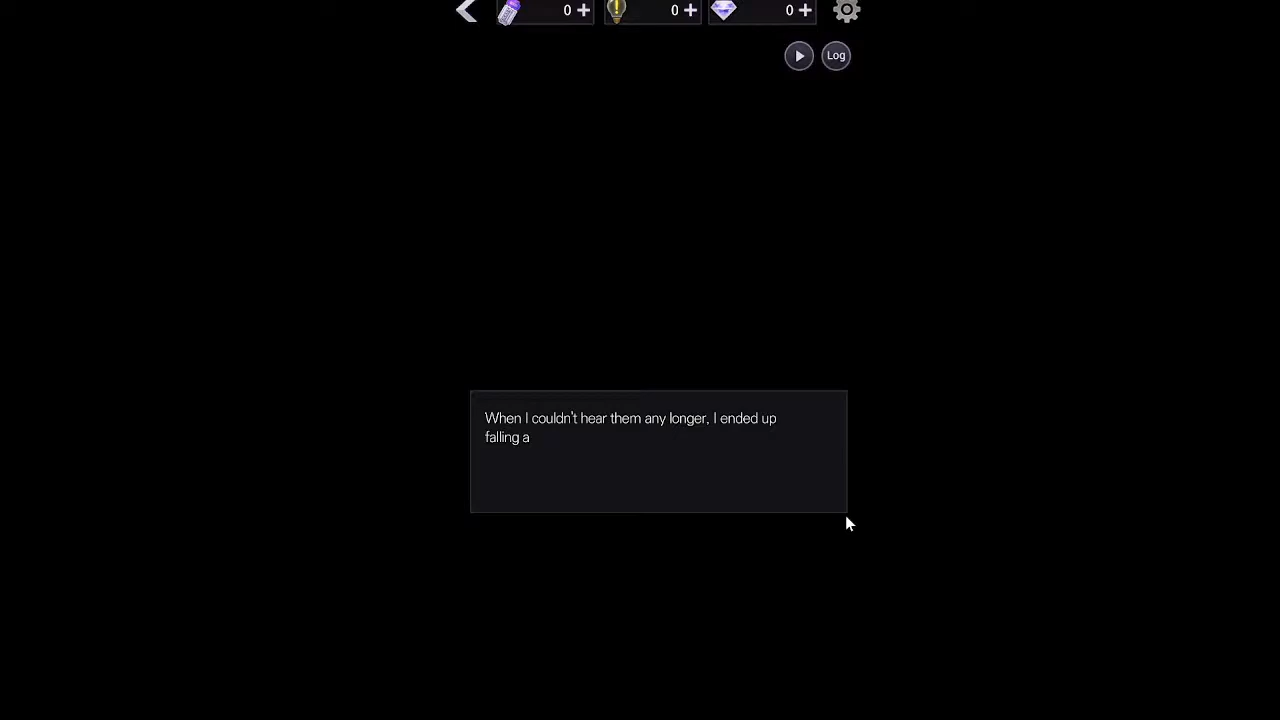 0 + 0 + 0 +
Log
When I couldn't hear them any longer, I ended up
falling a